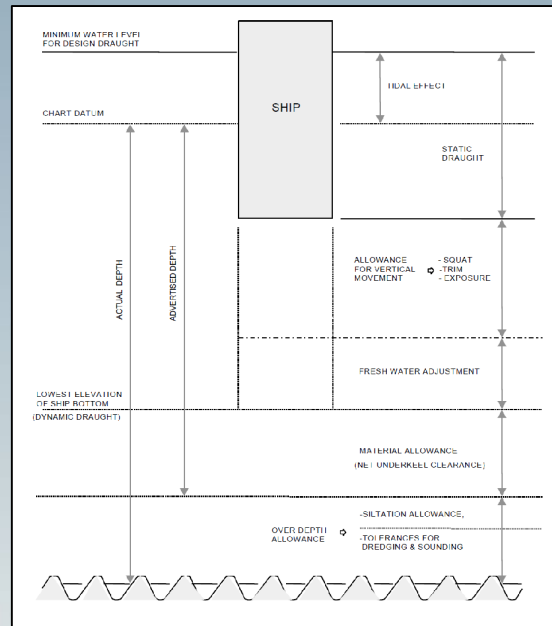 MINIMUM WATER LEVEL
FOR DESIGN DRAUGHT
TIDAL EFFECT
SHIP
CHART DATUM
STATIC
DRAUGHT
ALLOWANCE
FOR VERTICAL
MOVEMENT
- SQUAT
-TRIM
- EXPOSURE
ACTUAL DEPTH
ADVERTISED DEPTH
FRESH WATER ADJUSTMENT
LOWEST ELEVATION
OF SHIP BOTTOM
(DYNAMIC DRAUGHT)
MATERIAL ALLOWANCE
(NET UNDERKEEL CLEARANCE)
OVER DEPTH
ALLOWANCE
-SILTATION ALLOWANCE,
-TOLERANCES FOR
DREDGING & SOUNDING